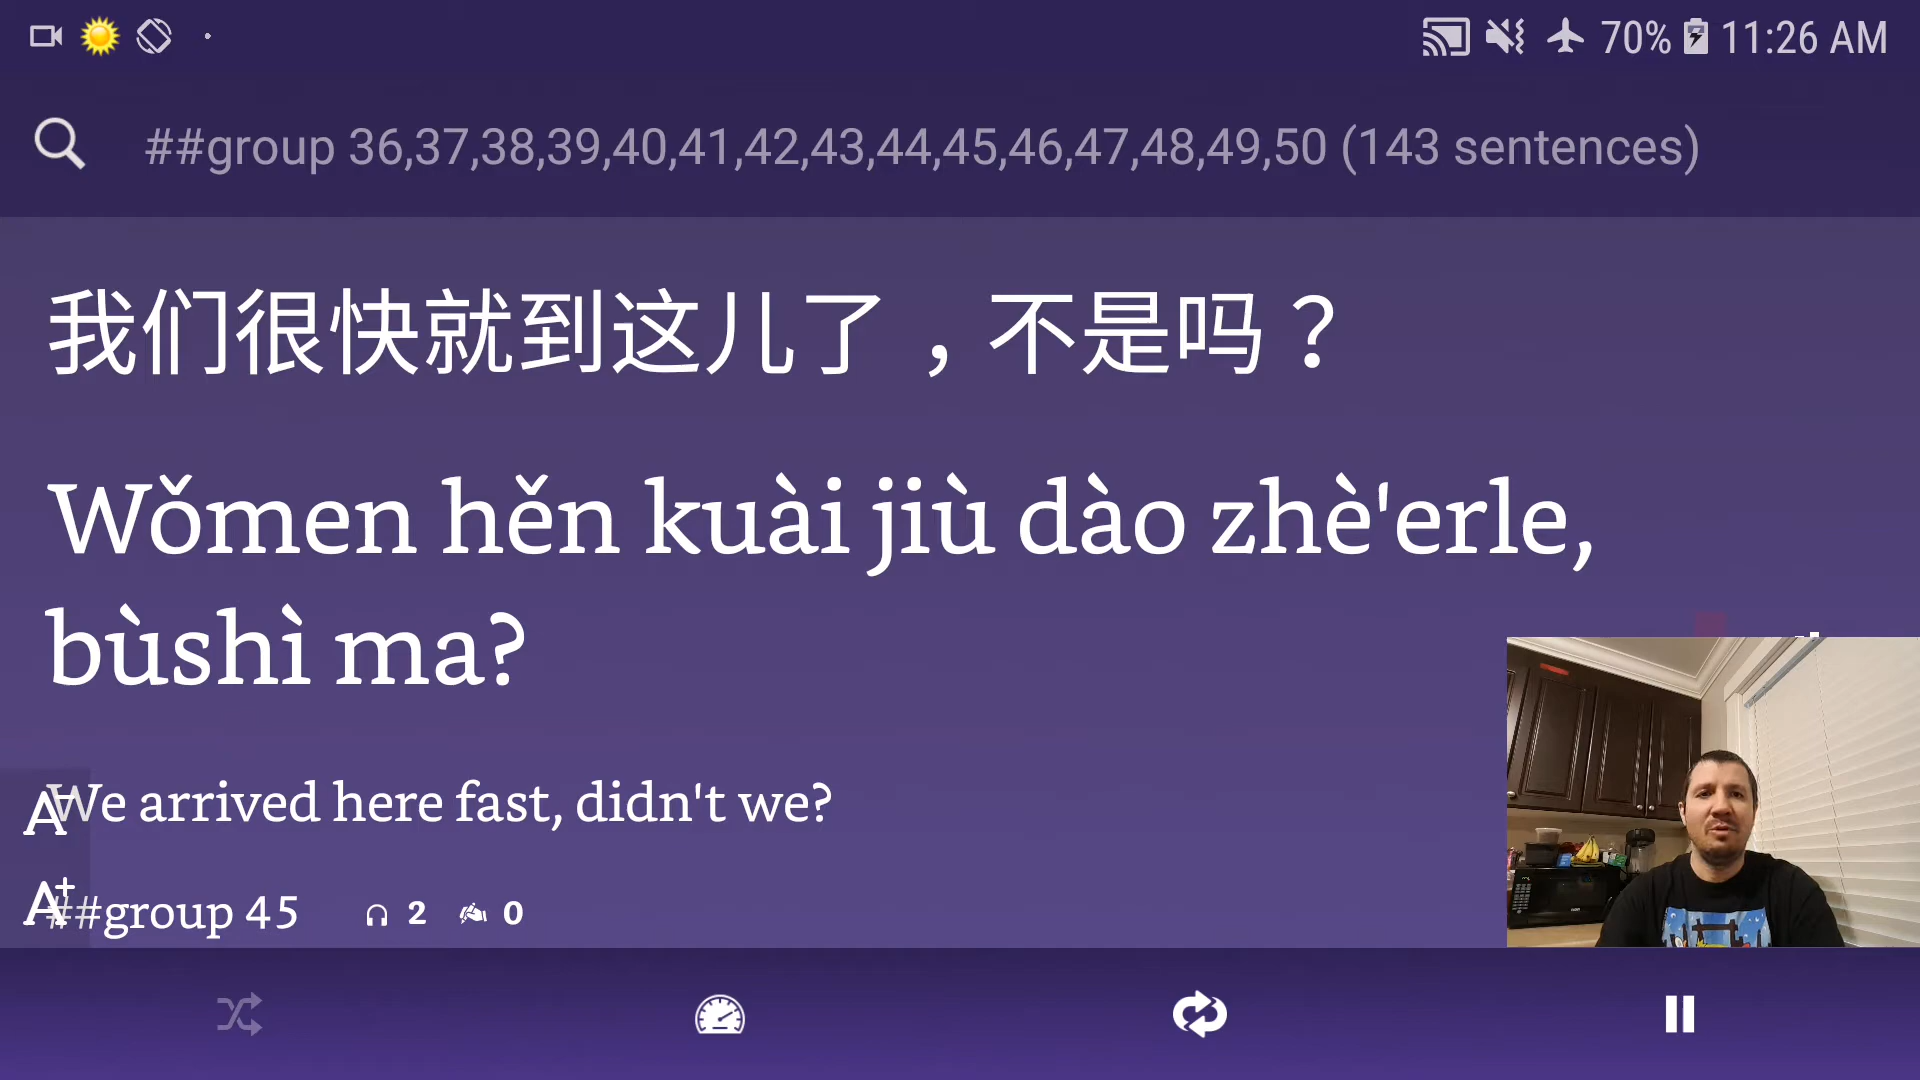 70% 11:26 AM
##group 36,37,38,39,40,41,42,43,44,45,46,47,48,49,50 (143 sentences)
我们很快就到这儿了，不是吗？
Wǒmen hěn kuài jiù dào zhè'erle,
bùshì ma?
We arrived here fast, didn't we?
A-
A+
##group 45 2 0